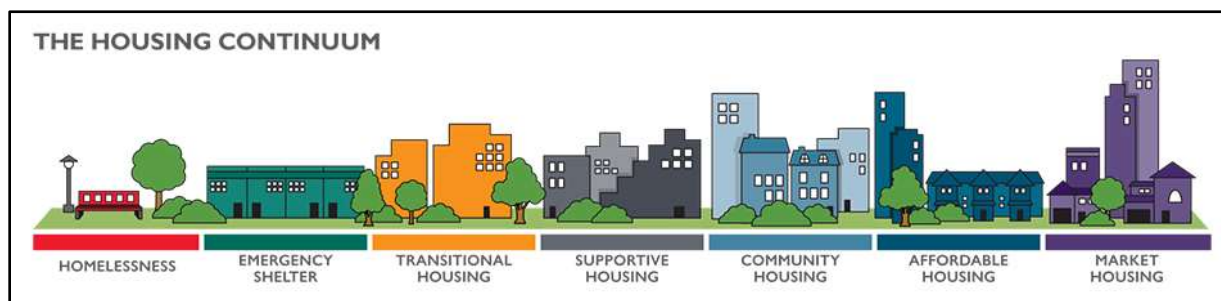 THE HOUSING CONTINUUM
HOMELESSNESS
EMERGENCY
SHELTER
TRANSITIONAL
HOUSING
SUPPORTIVE
HOUSING
COMMUNITY
HOUSING
AFFORDABLE
HOUSING
MARKET
HOUSING